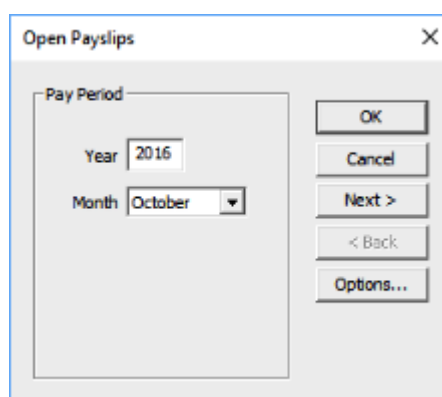 Open Payslips
Pay Period
Year 2016
Month October
OK
Cancel
Next >
< Back
Options...